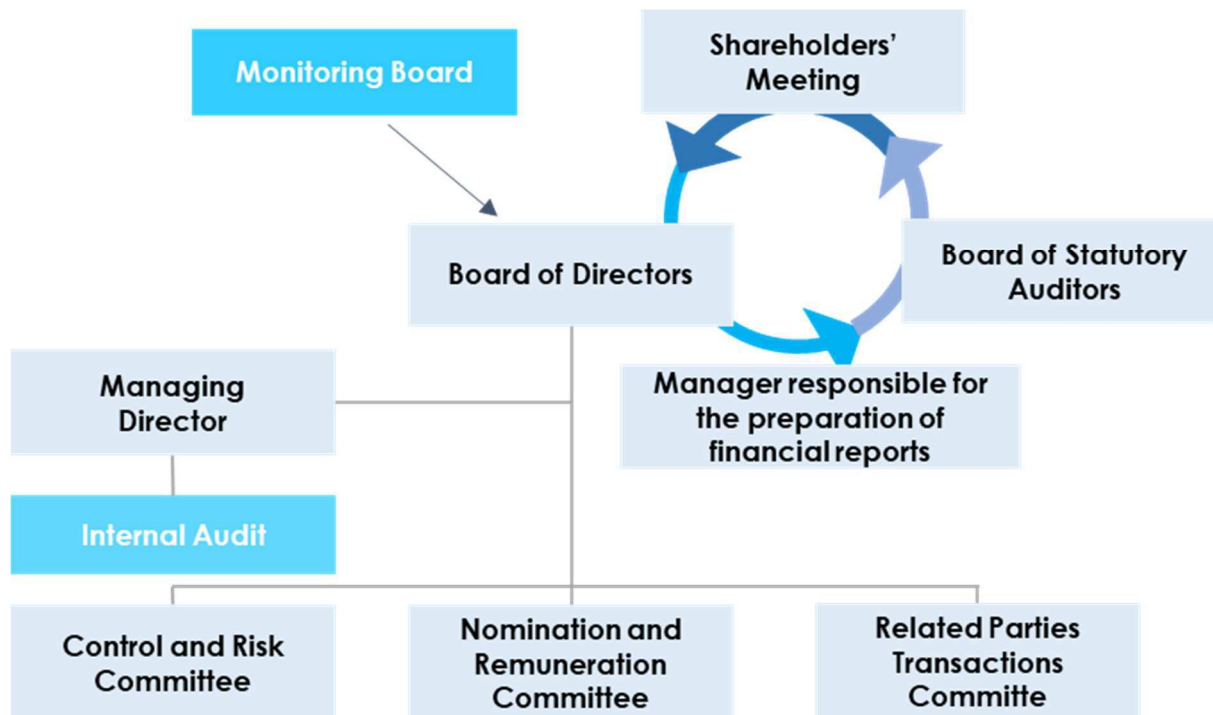 Monitoring Board
Shareholders’
Meeting
Board of Directors
Board of Statutory
Auditors
Managing
Director
Manager responsible for
the preparation of
financial reports
Internal Audit
Control and Risk
Committee
Nomination and
Remuneration
Committee
Related Parties
Transactions
Committe